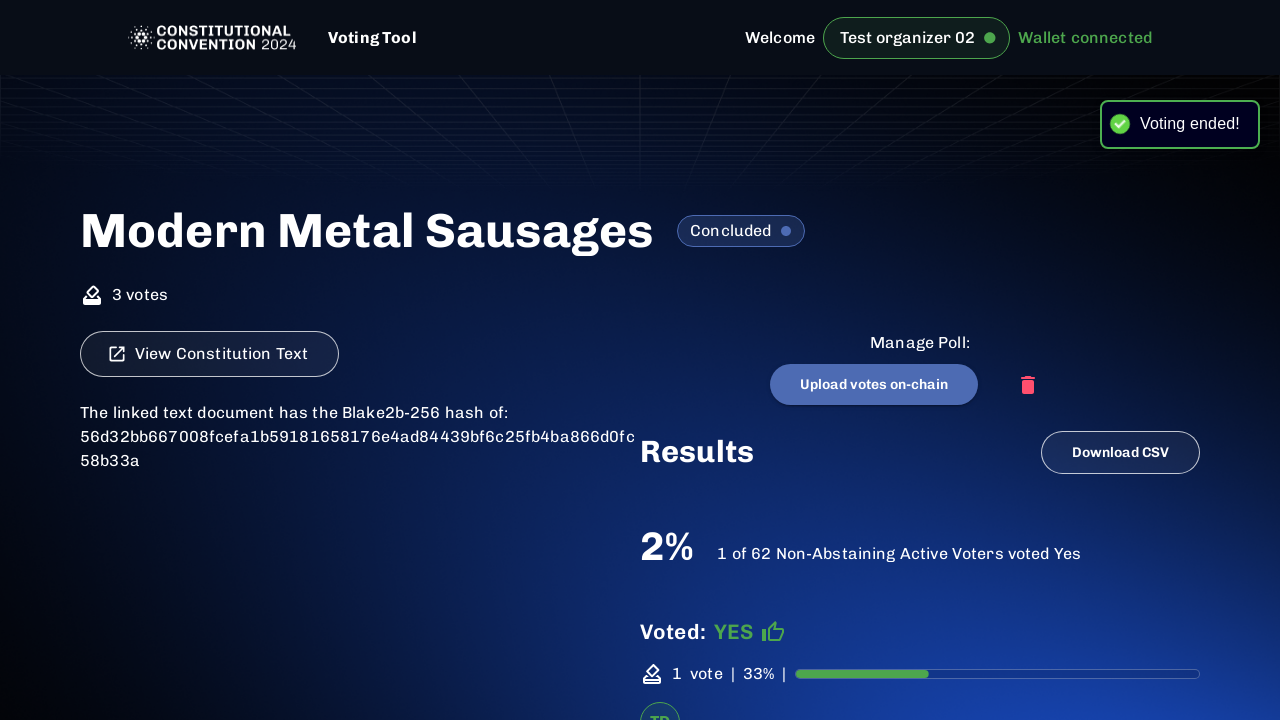 CONSTITUTIONAL
CONVENTION 2024
Voting Tool
Welcome
Test organizer 02
Wallet connected
Voting ended!
Modern Metal Sausages
Concluded
3 votes
View Constitution Text
Manage Poll:
Upload votes on-chain
The linked text document has the Blake2b-256 hash of:
56d32bb667008fcefa1b59181658176e4ad84439bf6c25fb4ba866d0fc
58b33a
Results
Download CSV
2%
1 of 62 Non-Abstaining Active Voters voted Yes
Voted: YES
1 vote | 33% |